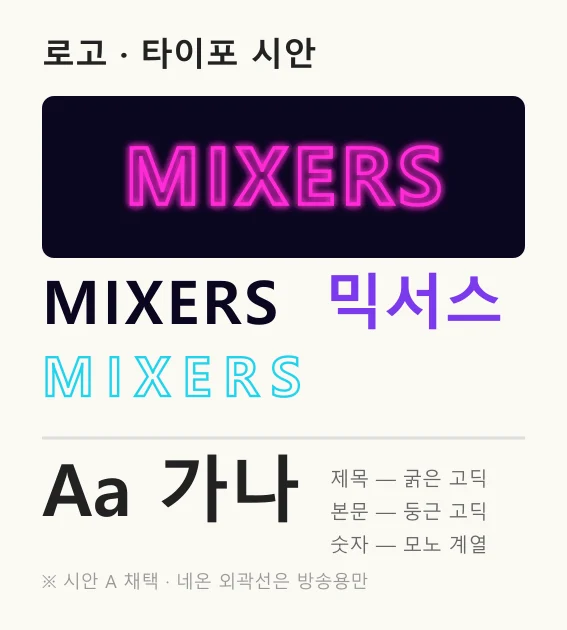 로고 · 타이포 시안
MIXERS
MIXERS 믹서스
MIXERS
Aa 가나
제목 — 굵은 고딕
본문 — 둥근 고딕
숫자 — 모노 계열
※ 시안 A 채택 · 네온 외곽선은 방송용만